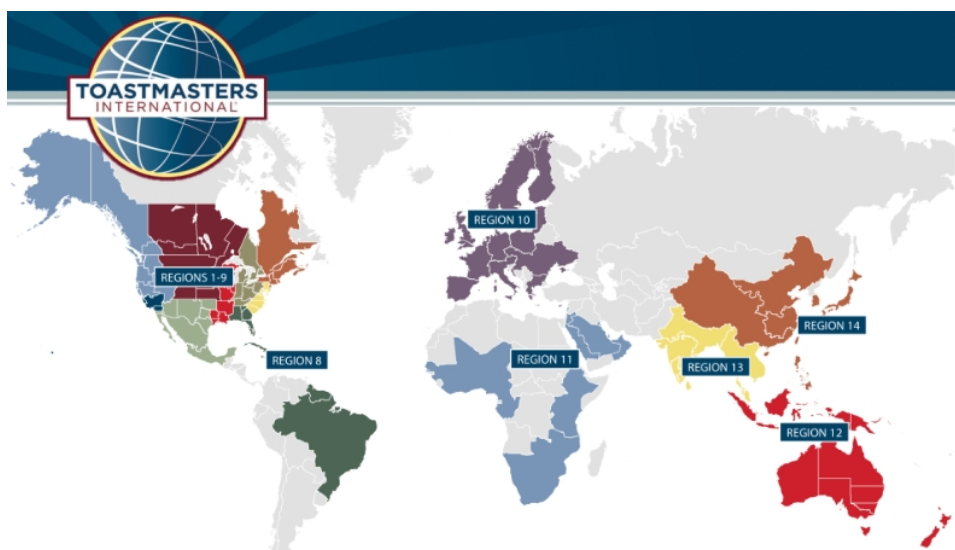 TOASTMASTERS
INTERNATIONAL
REGION 10
REGIONS 1-9
REGION 14
REGION 8
REGION 11
REGION 13
REGION 12